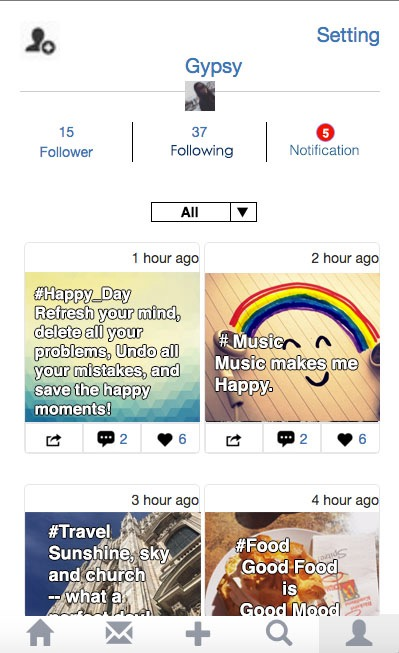 Setting
Gypsy
15
37
5
Follower
Following
Notification
All
1 hour ago
2 hour ago
#Happy_Day
Refresh your mind,
delete all your
problems, Undo all
your mistakes, and
save the happy
moments!
# Music
Music makes me
Happy.
2
6
2
6
3 hour ago
4 hour ago
#Travel
Sunshine, sky
and church
-- what a
perfect day!
#Food
Good Food
is
Good Mood